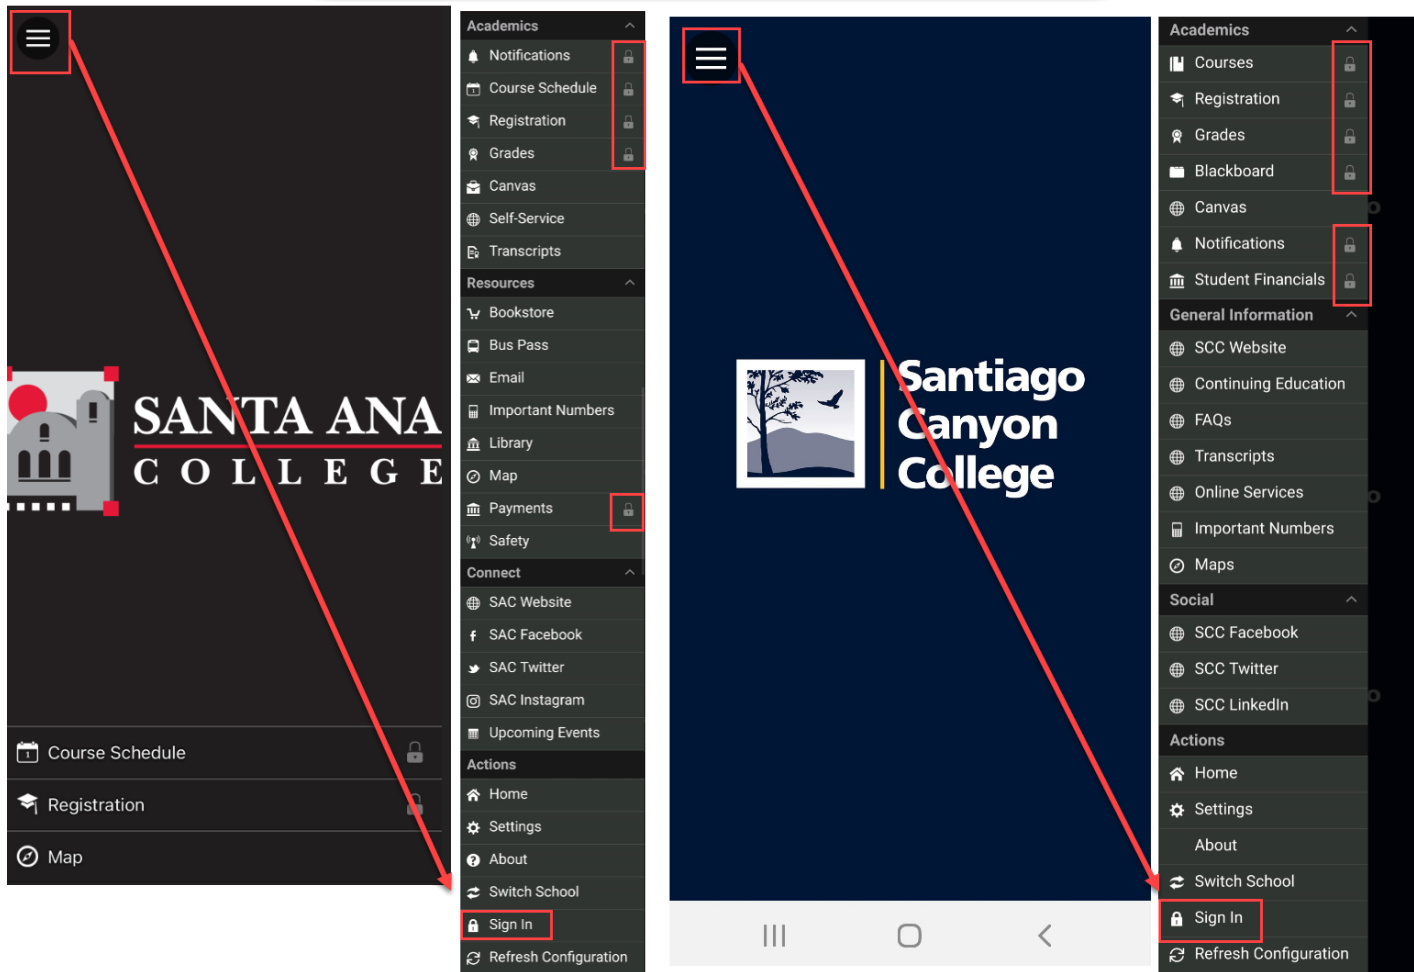 SANTA ANA
COLLEGE
Course Schedule
Registration
Map
Academics
Notifications
Course Schedule
Registration
Grades
Canvas
Self-Service
Transcripts
Resources
Bookstore
Bus Pass
Email
Important Numbers
Library
Map
Payments
Safety
Connect
SAC Website
SAC Facebook
SAC Twitter
SAC Instagram
Upcoming Events
Actions
Home
Settings
About
Switch School
Sign In
Refresh Configuration
Santiago
Canyon
College
Academics
Courses
Registration
Grades
Blackboard
Canvas
Notifications
Student Financials
General Information
SCC Website
Continuing Education
FAQs
Transcripts
Online Services
Important Numbers
Maps
Social
SCC Facebook
SCC Twitter
SCC LinkedIn
Actions
Home
Settings
About
Switch School
Sign In
Refresh Configuration